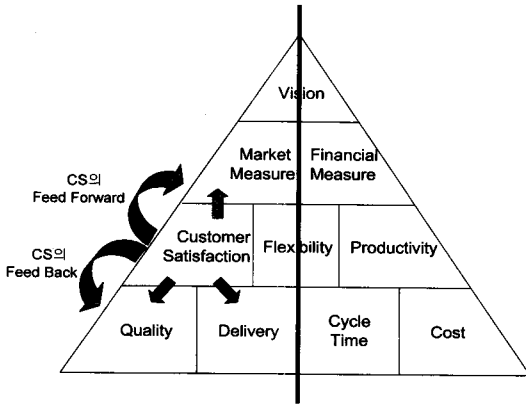 Vision
Market
Measure
Financial
Measure
CS의
Feed Forward
Customer
Satisfaction
Flexibility
Productivity
CS의
Feed Back
Quality
Delivery
Cycle
Time
Cost